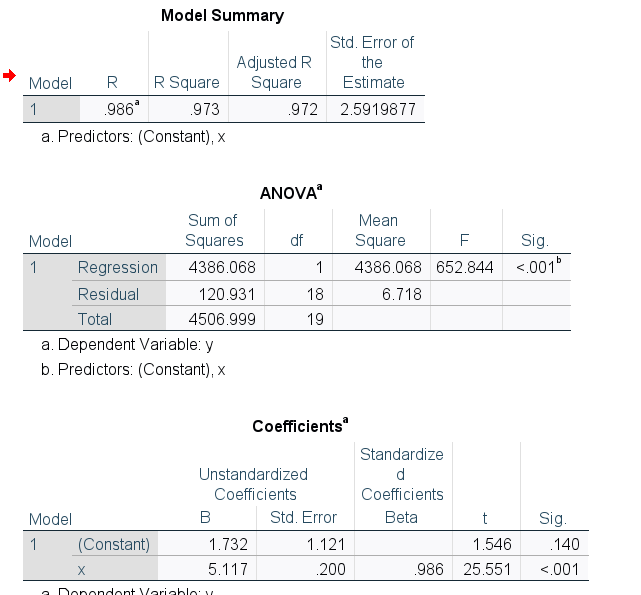 Model Summary
Model R R Square Adjusted R Square Std. Error of the Estimate
1 .986a .973 .972 2.5919877
a. Predictors: (Constant), x
ANOVAa
Model Sum of Squares df Mean Square F Sig.
1 Regression 4386.068 1 4386.068 652.844 <.001b
Residual 120.931 18 6.718
Total 4506.999 19
a. Dependent Variable: y
b. Predictors: (Constant), x
Coefficientsa
Model Unstandardized Coefficients Standardize d Coefficients t Sig.
B Std. Error Beta
1 (Constant) 1.732 1.121 1.546 .140
x 5.117 .200 .986 25.551 <.001
a. Dependent Variable: y